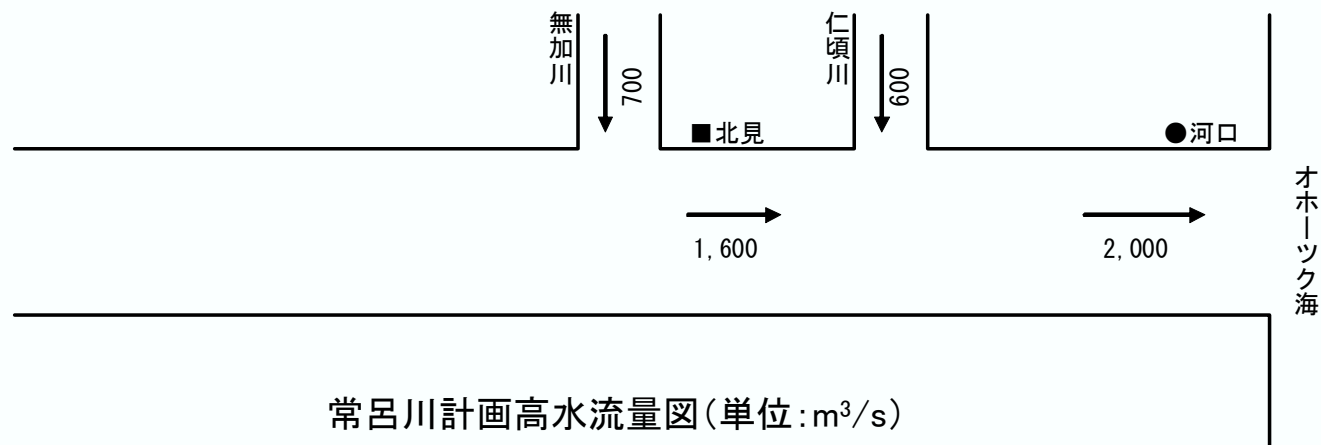 無加川
700
■北見
仁頃川
600
●河口
1,600
2,000
オホーツク海
常呂川計画高水流量図(単位:m³/s)